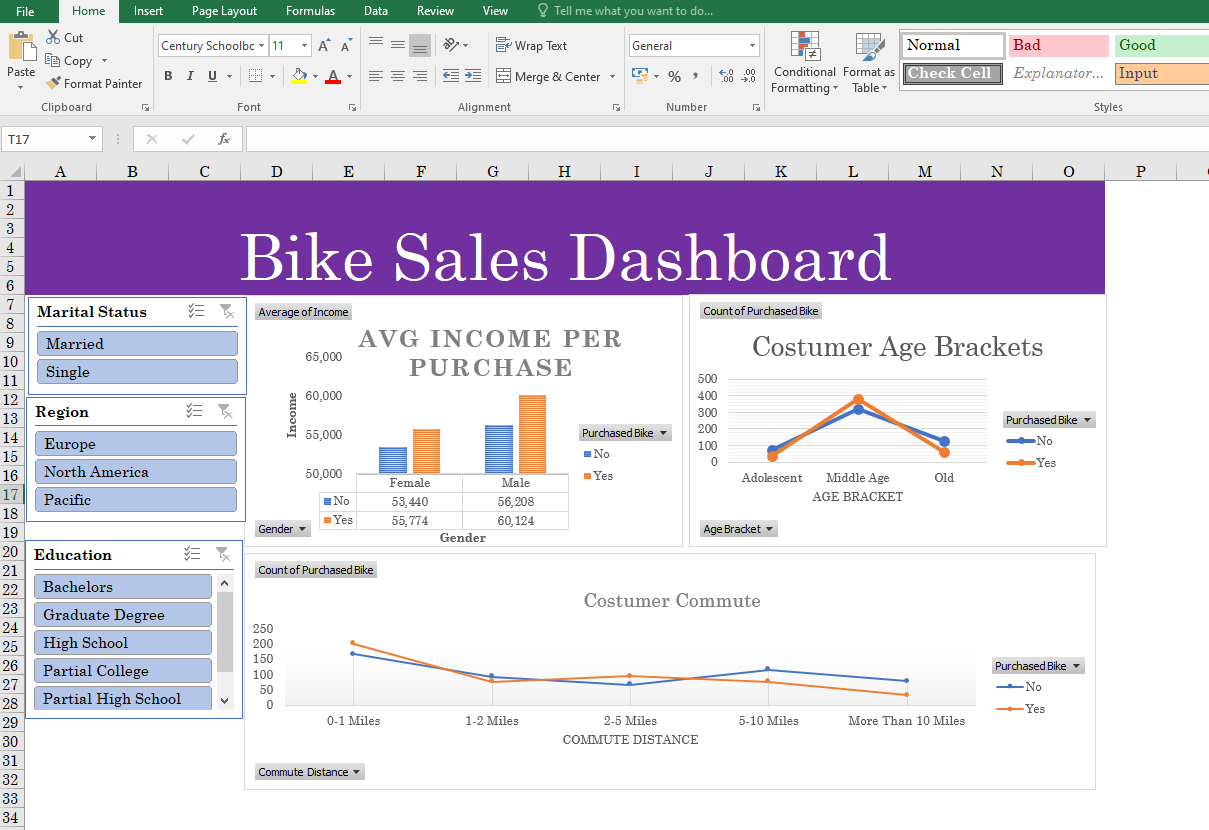 File Home Insert Page Layout Formulas Data Review View Tell me what you want to do...
Cut
Copy
Format Painter
Paste
Clipboard
Century Schoolbc 11 A A
B I U A
Font
Wrap Text
Merge & Center
Alignment
General
% ,
Number
Conditional Formatting
Format as Table
Normal Bad Good
Check Cell Explanator... Input
Styles
T17 fx
A B C D E F G H I J K L M N O P
1
2
3
4
5
6
7
8
9
10
11
12
13
14
15
16
17
18
19
20
21
22
23
24
25
26
27
28
29
30
31
32
33
34
Bike Sales Dashboard
Marital Status
Married
Single
Region
Europe
North America
Pacific
Education
Bachelors
Graduate Degree
High School
Partial College
Partial High School
Average of Income
AVG INCOME PER
PURCHASE
65,000
60,000
55,000
50,000
Income
Female Male
No 53,440 56,208
Yes 55,774 60,124
Gender
Gender
Purchased Bike
No
Yes
Count of Purchased Bike
Costumer Age Brackets
500
400
300
200
100
0
Adolescent Middle Age Old
AGE BRACKET
Purchased Bike
No
Yes
Age Bracket
Count of Purchased Bike
Costumer Commute
250
200
150
100
50
0
0-1 Miles 1-2 Miles 2-5 Miles 5-10 Miles More Than 10 Miles
COMMUTE DISTANCE
Purchased Bike
No
Yes
Commute Distance